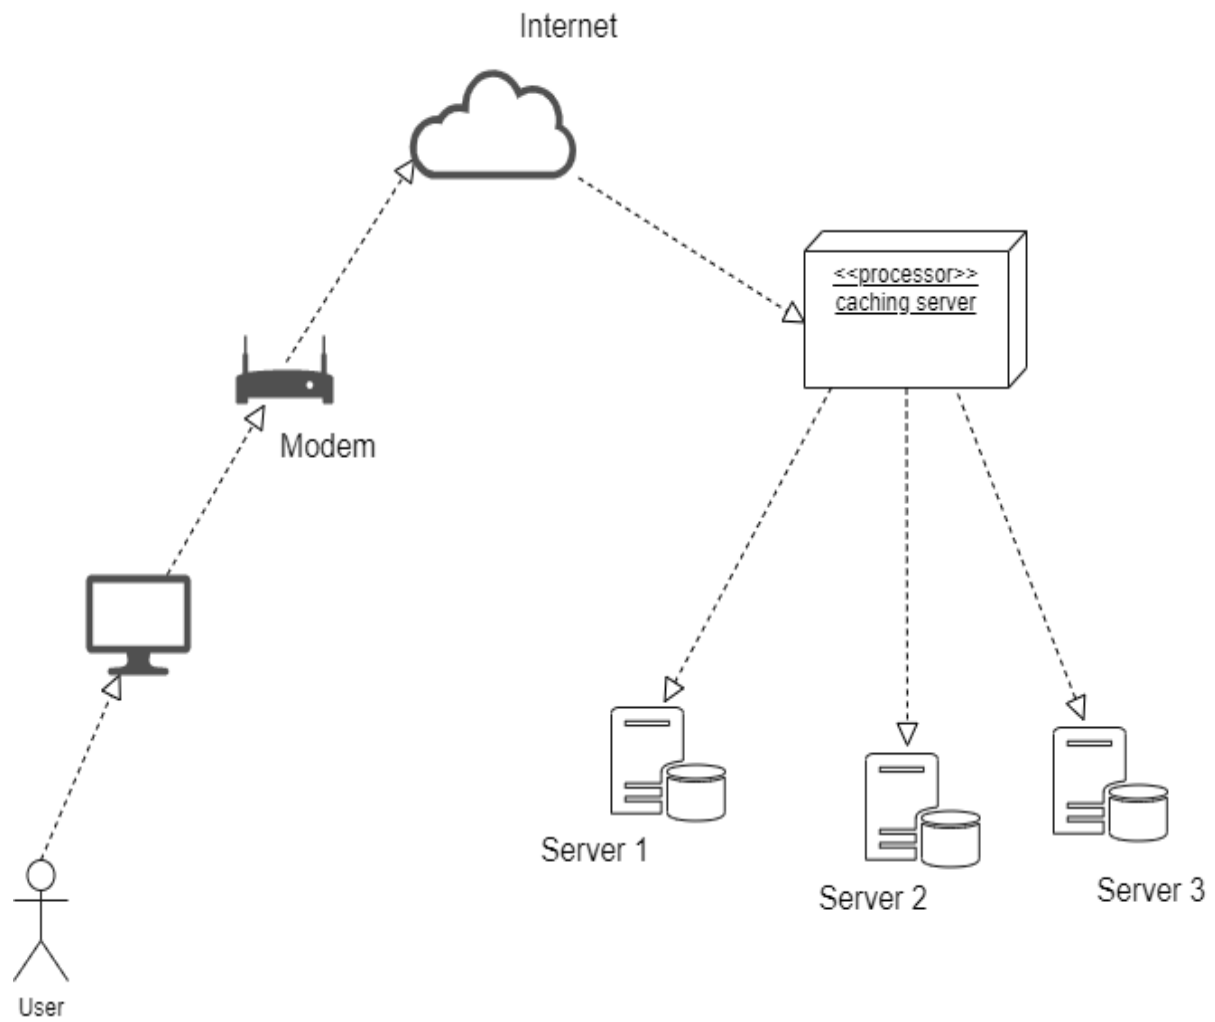 Internet
<<processor>>
caching server
Modem
Server 1
Server 2
Server 3
User